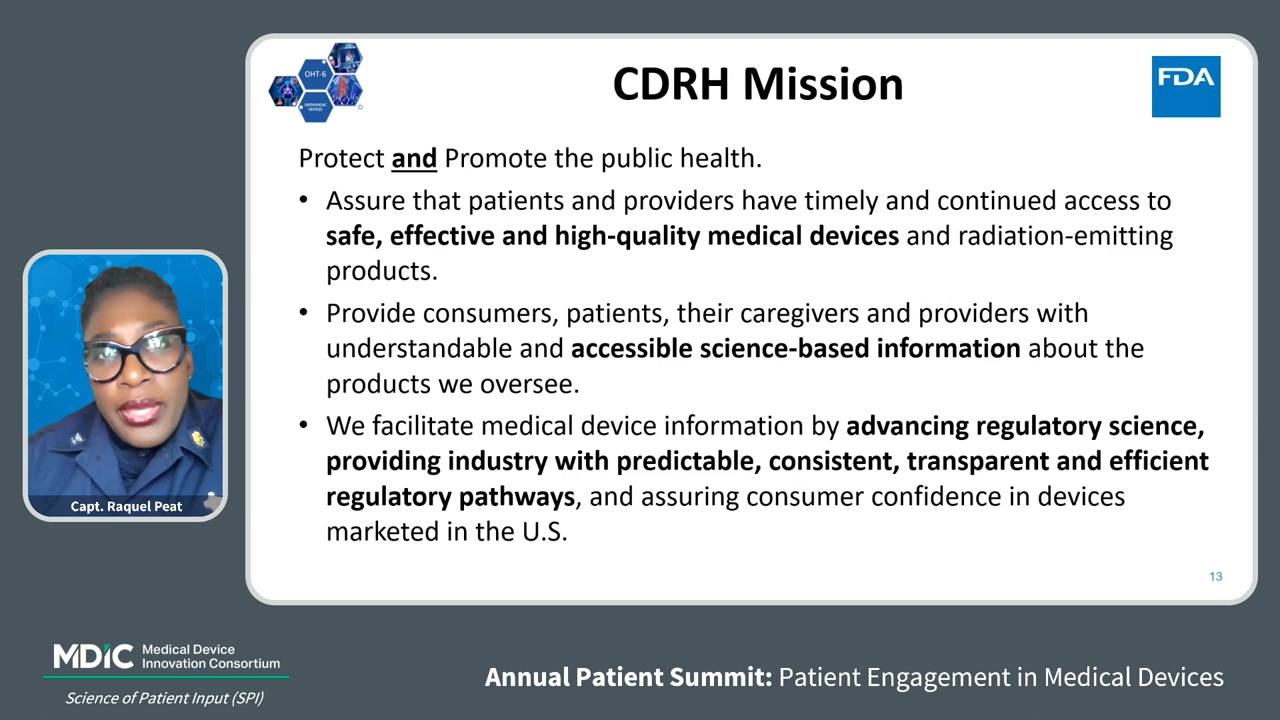 OHT-6
ORTHOPEDIC
DEVICES
CDRH Mission
FDA
Protect and Promote the public health.
• Assure that patients and providers have timely and continued access to
safe, effective and high-quality medical devices and radiation-emitting
products.
• Provide consumers, patients, their caregivers and providers with
understandable and accessible science-based information about the
products we oversee.
• We facilitate medical device information by advancing regulatory science,
providing industry with predictable, consistent, transparent and efficient
regulatory pathways, and assuring consumer confidence in devices
marketed in the U.S.
13
Capt. Raquel Peat
MDIC Medical Device
Innovation Consortium
Science of Patient Input (SPI)
Annual Patient Summit: Patient Engagement in Medical Devices